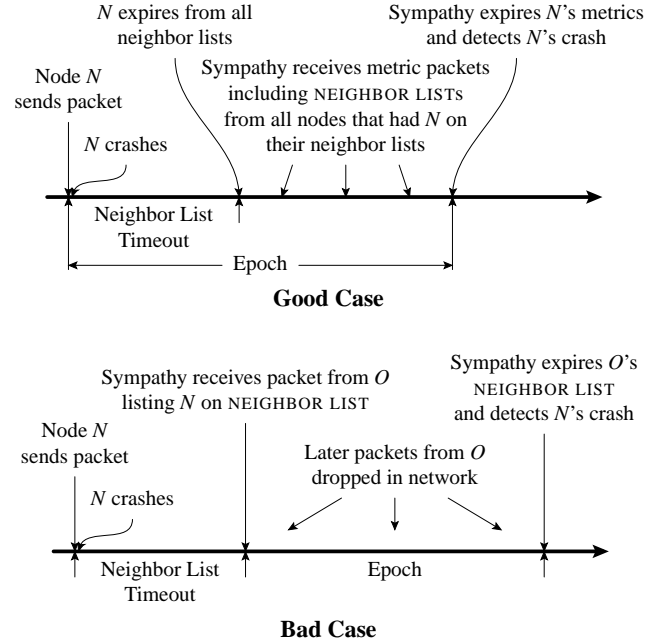 N expires from all
neighbor lists
Sympathy expires N's metrics
and detects N's crash
Node N
sends packet
Sympathy receives metric packets
including NEIGHBOR LISTs
from all nodes that had N on
their neighbor lists
N crashes
Neighbor List
Timeout
Epoch
Good Case
Sympathy receives packet from O
listing N on NEIGHBOR LIST
Sympathy expires O's
NEIGHBOR LIST
and detects N's crash
Node N
sends packet
Later packets from O
dropped in network
N crashes
Neighbor List
Timeout
Epoch
Bad Case